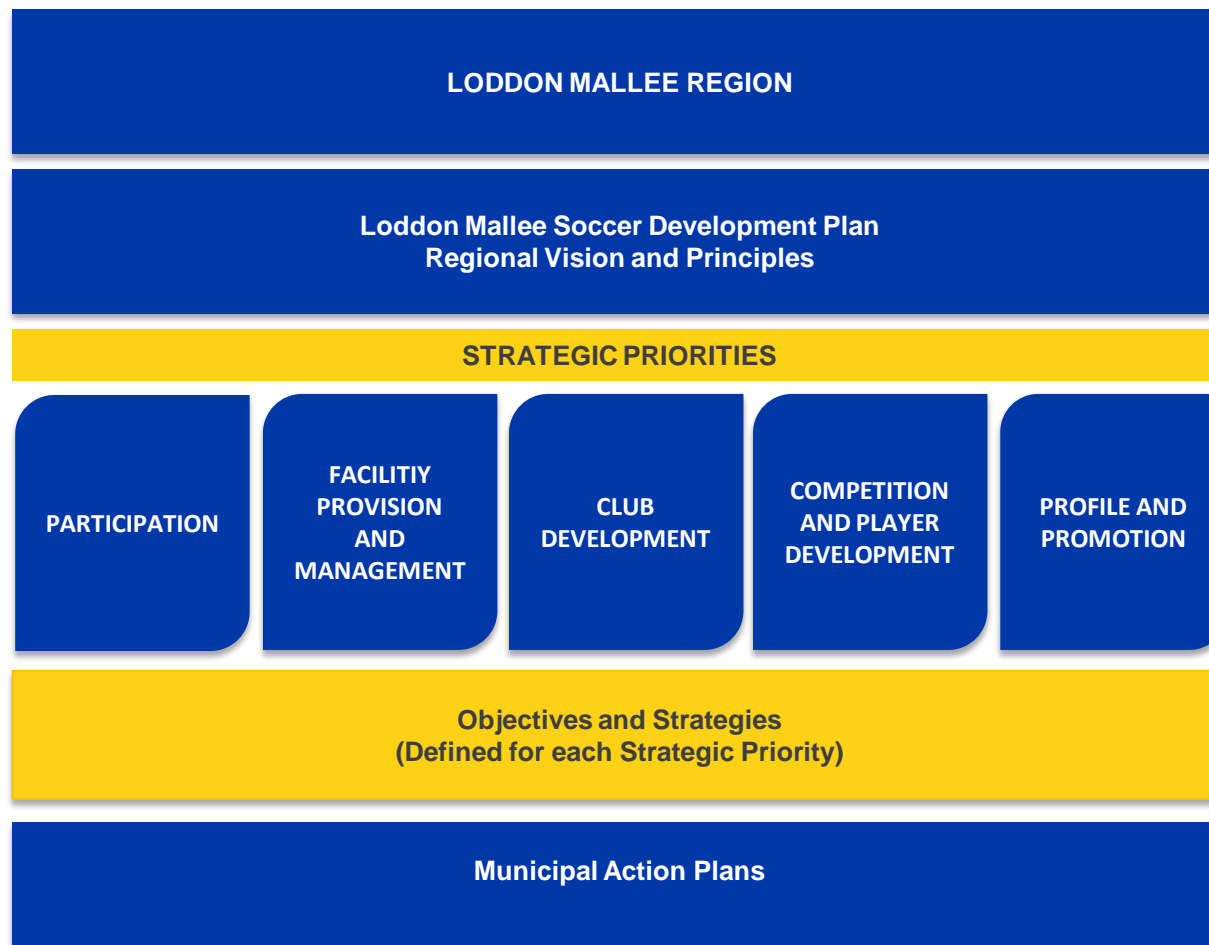 LODDON MALLEE REGION
Loddon Mallee Soccer Development Plan
Regional Vision and Principles
STRATEGIC PRIORITIES
PARTICIPATION
FACILITIY
PROVISION
AND
MANAGEMENT
CLUB
DEVELOPMENT
COMPETITION
AND PLAYER
DEVELOPMENT
PROFILE AND
PROMOTION
Objectives and Strategies
(Defined for each Strategic Priority)
Municipal Action Plans